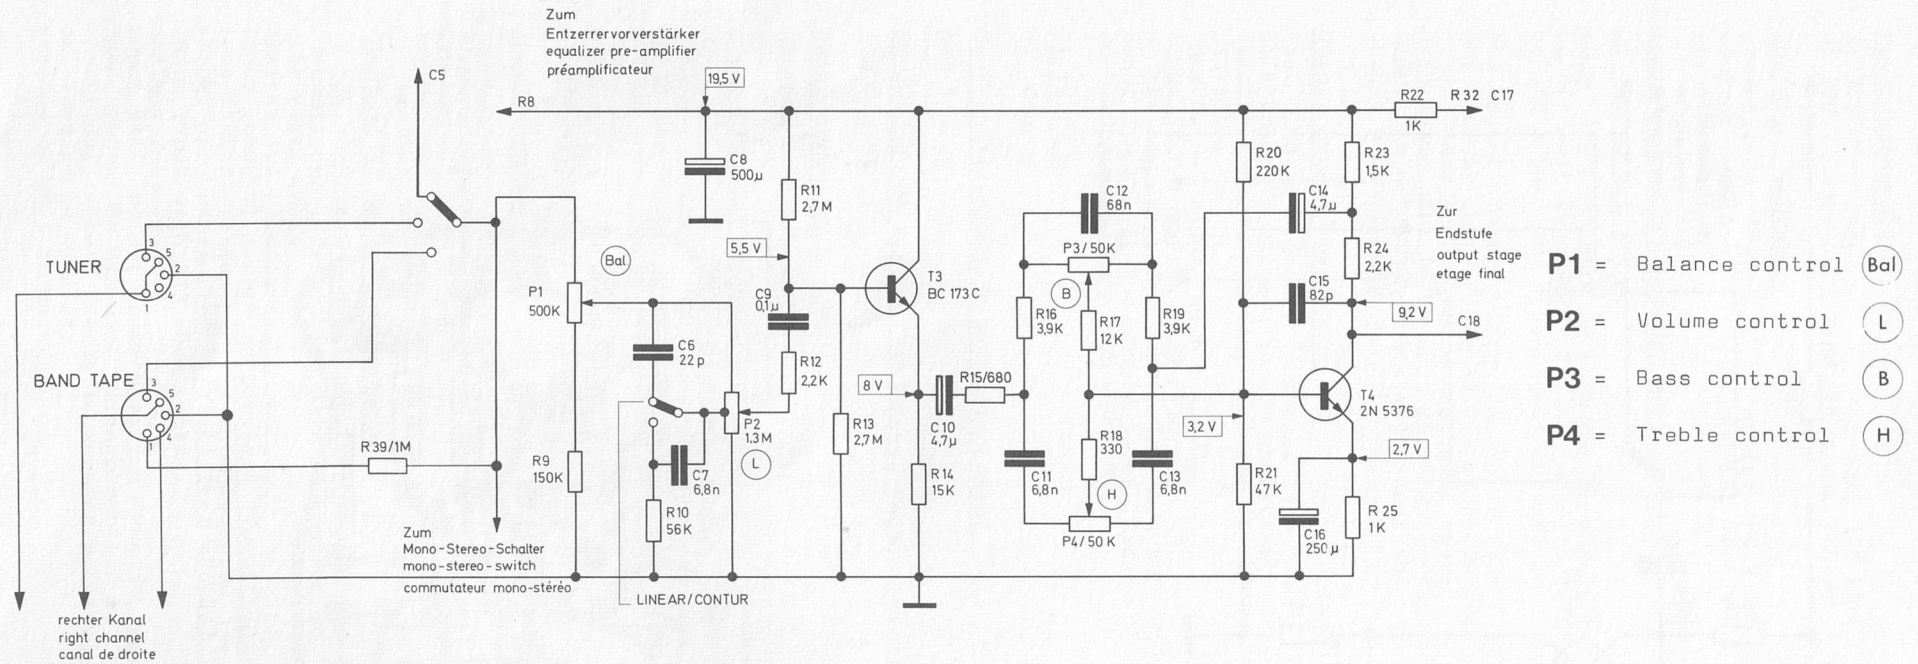 Zum
Entzerrervorverstärker
equalizer pre-amplifier
préamplificateur
C5
R8
19,5 V
R22
1K
R 32 C17
C8
500µ
R11
2,7 M
R20
220K
R23
1,5K
C12
68n
C14
4,7µ
Zur
Endstufe
output stage
etage final
TUNER
3
5
2
4
1
Bal.
5,5 V
P3/50K
R24
2,2K
P1
500K
C9
0,1µ
T3
BC 173 C
B
R16
3,9K
R17
12K
R19
3,9K
C15
82p
9,2 V
C18
P1 = Balance control Bal
P2 = Volume control L
P3 = Bass control B
P4 = Treble control H
BAND TAPE
3
5
2
4
1
C6
22p
R12
2,2K
8 V
R15/680
T4
2N 5376
P2
1,3M
L
C10
4,7µ
R13
2,7M
3,2 V
R 39/1M
R9
150K
C7
6,8n
R18
330
2,7 V
R14
15K
C11
6,8n
H
C13
6,8n
R21
47K
R10
56K
P4/50K
C16
250µ
R 25
1K
Zum
Mono-Stereo-Schalter
mono-stereo-switch
commutateur mono-stéréo
LINEAR/CONTUR
rechter Kanal
right channel
canal de droite